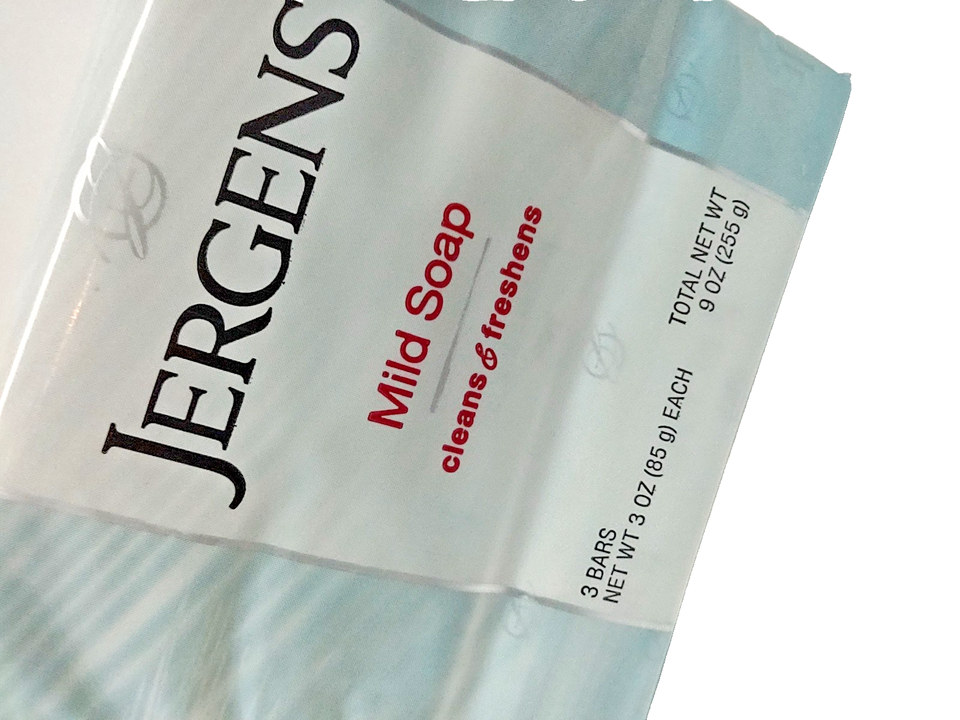 JERGENS
Mild Soap
cleans & freshens
3 BARS
NET WT 3 OZ (85 g) EACH
TOTAL NET WT
9 OZ (255 g)